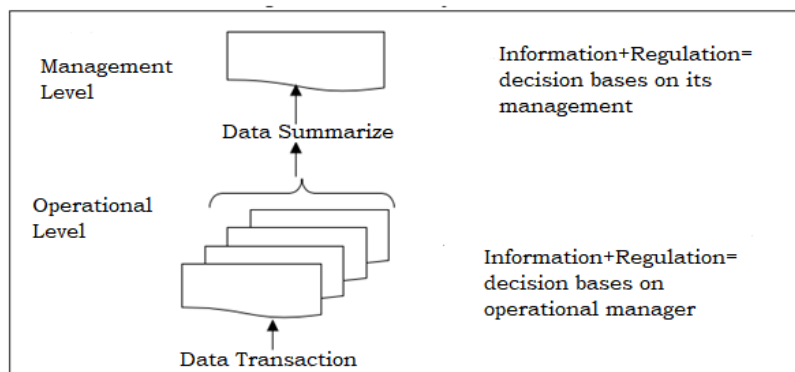 Management
Level
Information+Regulation=
decision bases on its
management
Data Summarize
Operational
Level
Information+Regulation=
decision bases on
operational manager
Data Transaction